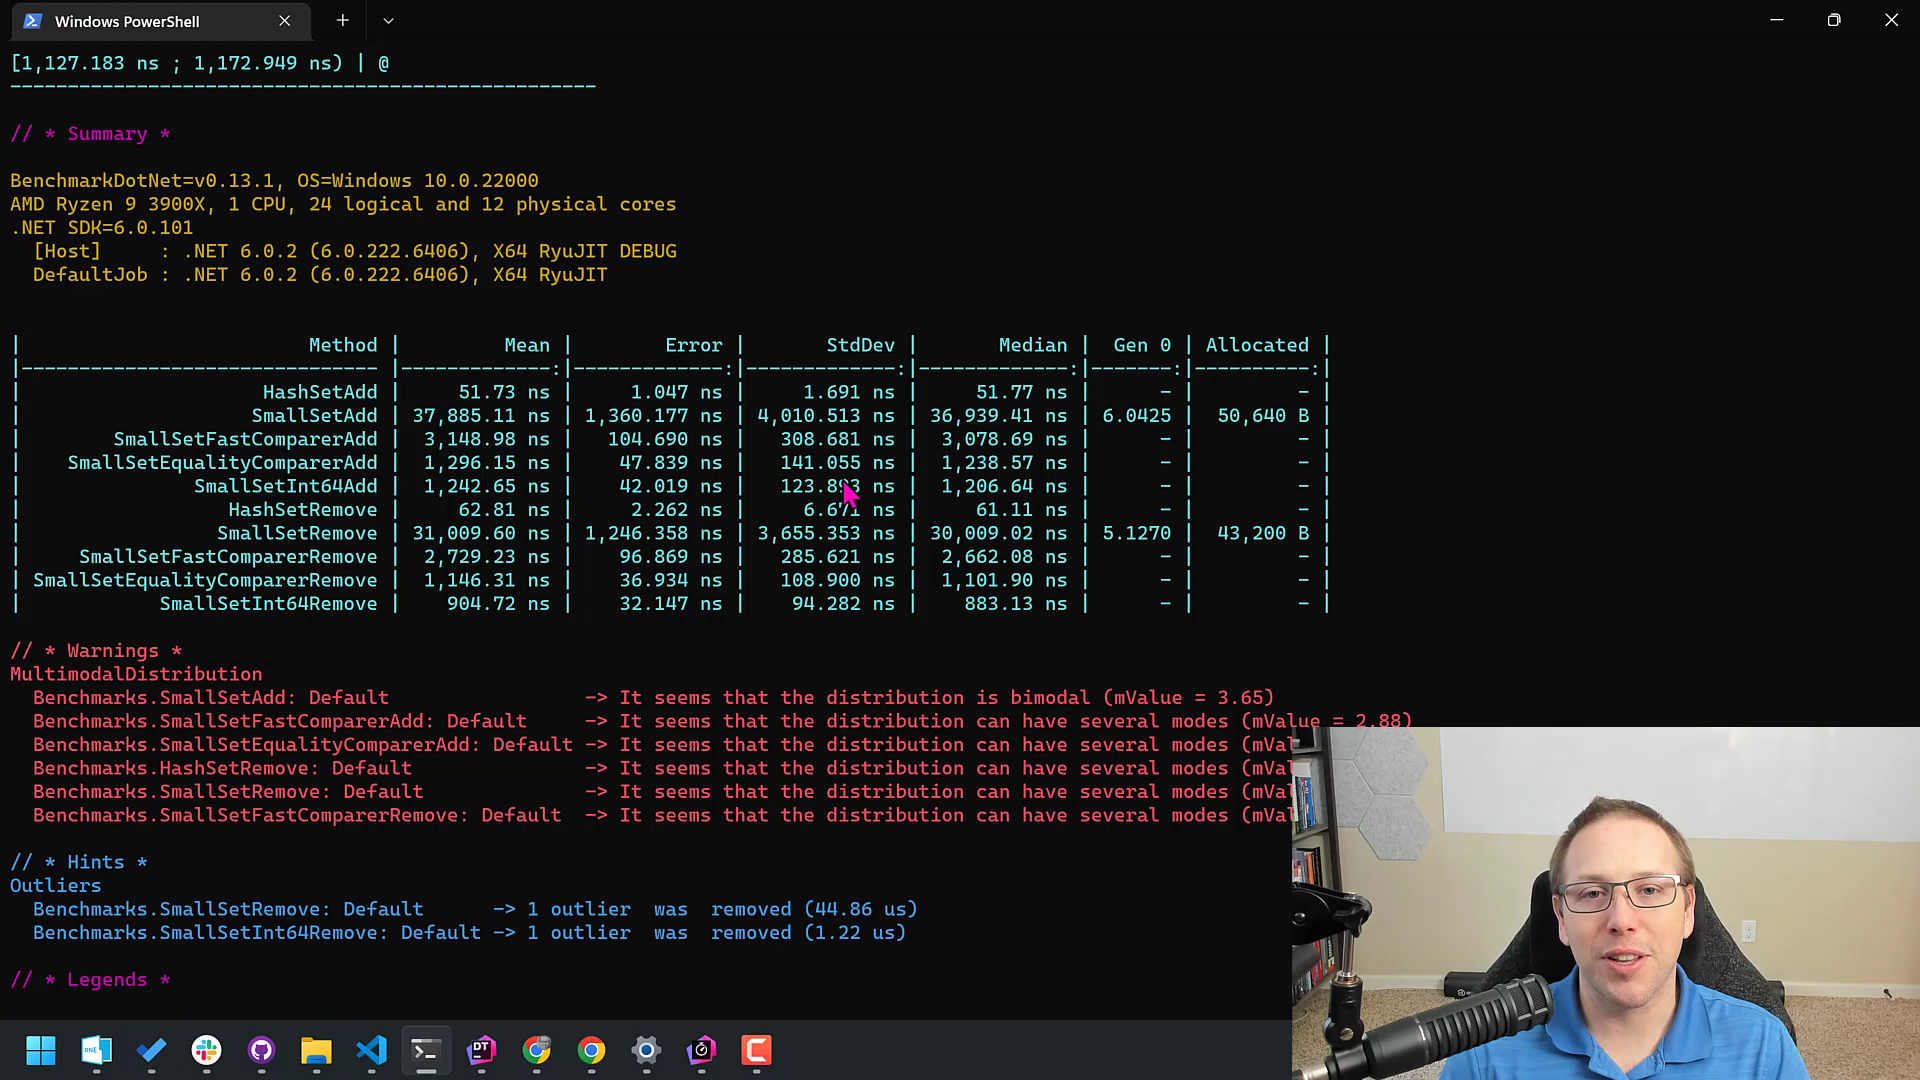 Windows PowerShell
[1,127.183 ns ; 1,172.949 ns) | @
---------------------------------------------------
// * Summary *
BenchmarkDotNet=v0.13.1, OS=Windows 10.0.22000
AMD Ryzen 9 3900X, 1 CPU, 24 logical and 12 physical cores
.NET SDK=6.0.101
[Host]     : .NET 6.0.2 (6.0.222.6406), X64 RyuJIT DEBUG
DefaultJob : .NET 6.0.2 (6.0.222.6406), X64 RyuJIT
| Method | Mean | Error | StdDev | Median | Gen 0 | Allocated |
|------------------------------- |-------------:|-------------:|-------------:|-------------:|-------:|----------:|
| HashSetAdd | 51.73 ns | 1.047 ns | 1.691 ns | 51.77 ns | - | - |
| SmallSetAdd | 37,885.11 ns | 1,360.177 ns | 4,010.513 ns | 36,939.41 ns | 6.0425 | 50,640 B |
| SmallSetFastComparerAdd | 3,148.98 ns | 104.690 ns | 308.681 ns | 3,078.69 ns | - | - |
| SmallSetEqualityComparerAdd | 1,296.15 ns | 47.839 ns | 141.055 ns | 1,238.57 ns | - | - |
| SmallSetInt64Add | 1,242.65 ns | 42.019 ns | 123.893 ns | 1,206.64 ns | - | - |
| HashSetRemove | 62.81 ns | 2.262 ns | 6.671 ns | 61.11 ns | - | - |
| SmallSetRemove | 31,009.60 ns | 1,246.358 ns | 3,655.353 ns | 30,009.02 ns | 5.1270 | 43,200 B |
| SmallSetFastComparerRemove | 2,729.23 ns | 96.869 ns | 285.621 ns | 2,662.08 ns | - | - |
| SmallSetEqualityComparerRemove | 1,146.31 ns | 36.934 ns | 108.900 ns | 1,101.90 ns | - | - |
| SmallSetInt64Remove | 904.72 ns | 32.147 ns | 94.282 ns | 883.13 ns | - | - |
// * Warnings *
MultimodalDistribution
Benchmarks.SmallSetAdd: Default                 -> It seems that the distribution is bimodal (mValue = 3.65)
Benchmarks.SmallSetFastComparerAdd: Default     -> It seems that the distribution can have several modes (mValue = 2.88)
Benchmarks.SmallSetEqualityComparerAdd: Default -> It seems that the distribution can have several modes (mVa
Benchmarks.HashSetRemove: Default               -> It seems that the distribution can have several modes (mVa
Benchmarks.SmallSetRemove: Default              -> It seems that the distribution can have several modes (mVa
Benchmarks.SmallSetFastComparerRemove: Default  -> It seems that the distribution can have several modes (mVa
// * Hints *
Outliers
Benchmarks.SmallSetRemove: Default      -> 1 outlier  was  removed (44.86 us)
Benchmarks.SmallSetInt64Remove: Default -> 1 outlier  was  removed (1.22 us)
// * Legends *
ONE
DT
C